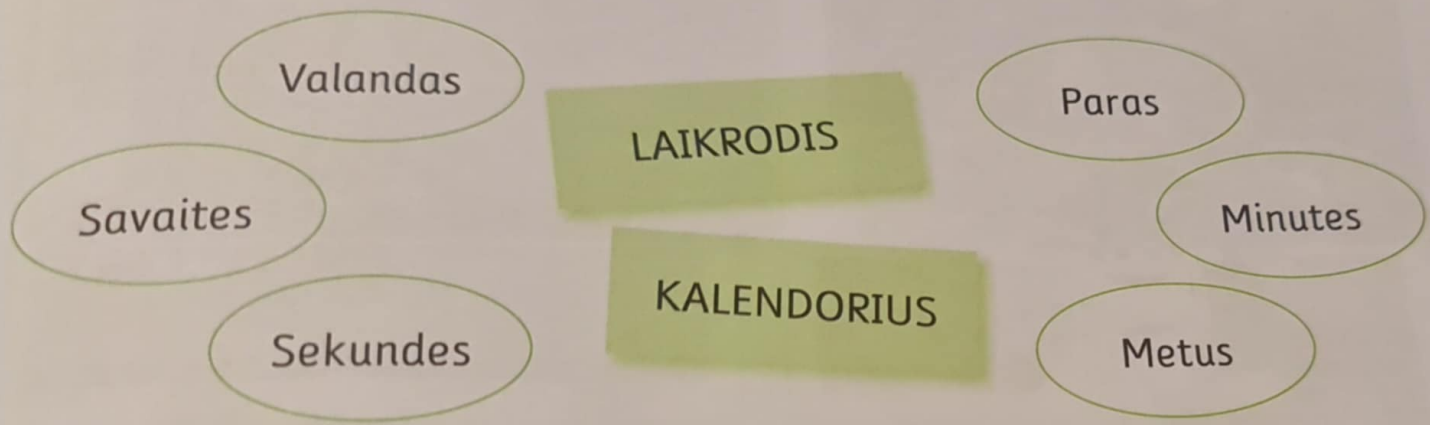 Valandas
LAIKRODIS
Paras
Savaites
Minutes
KALENDORIUS
Sekundes
Metus